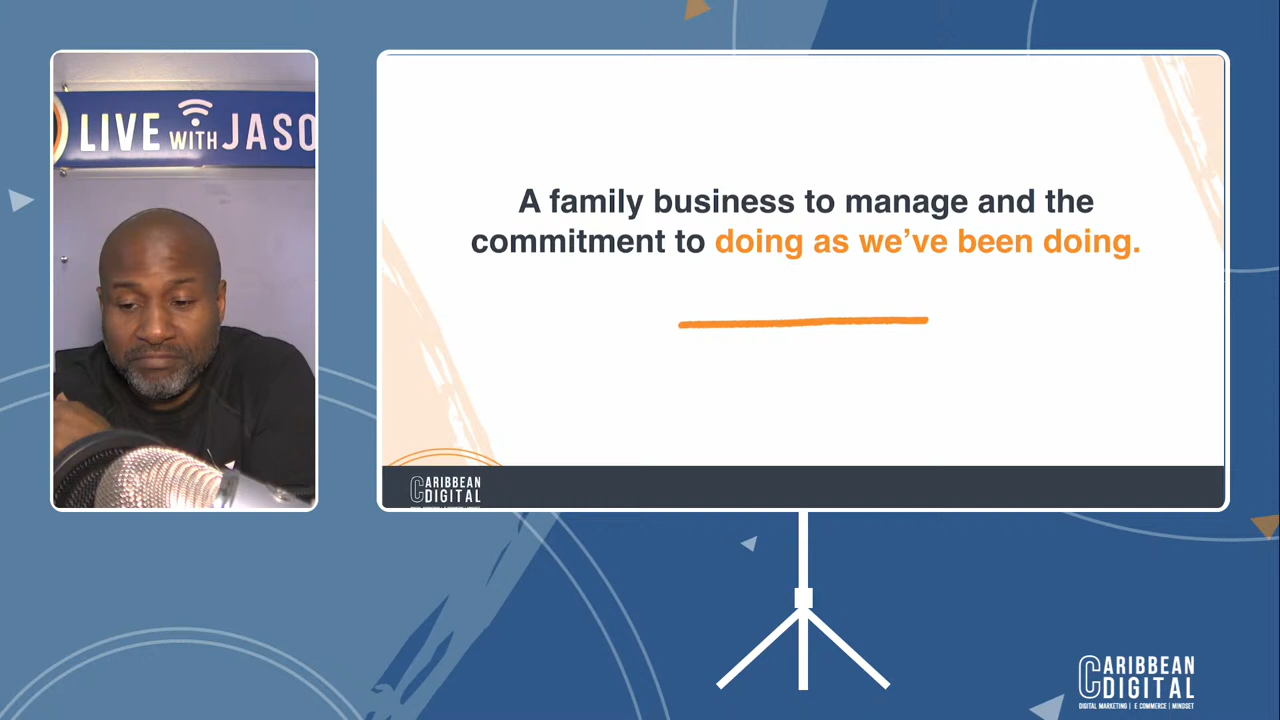 LIVE WITH JASO
A family business to manage and the
commitment to doing as we've been doing.
CARIBBEAN
DIGITAL
CARIBBEAN
DIGITAL
DIGITAL MARKETING | E COMMERCE | MINDSET